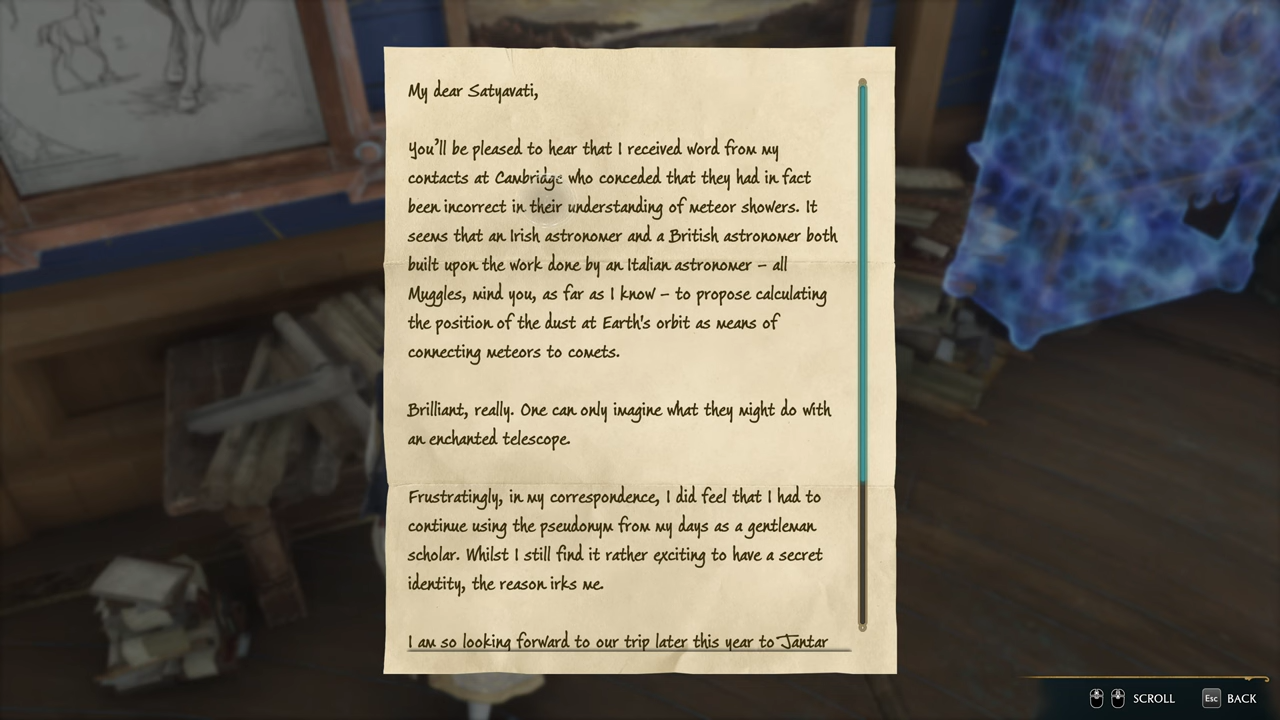 My dear Satyavati,
You'll be pleased to hear that I received word from my
contacts at Cambridge who conceded that they had in fact
been incorrect in their understanding of meteor showers. It
seems that an Irish astronomer and a British astronomer both
built upon the work done by an Italian astronomer – all
Muggles, mind you, as far as I know – to propose calculating
the position of the dust at Earth's orbit as means of
connecting meteors to comets.
Brilliant, really. One can only imagine what they might do with
an enchanted telescope.
Frustratingly, in my correspondence, I did feel that I had to
continue using the pseudonym from my days as a gentleman
scholar. Whilst I still find it rather exciting to have a secret
identity, the reason irks me.
I am so looking forward to our trip later this year to Jantar
SCROLL Esc BACK